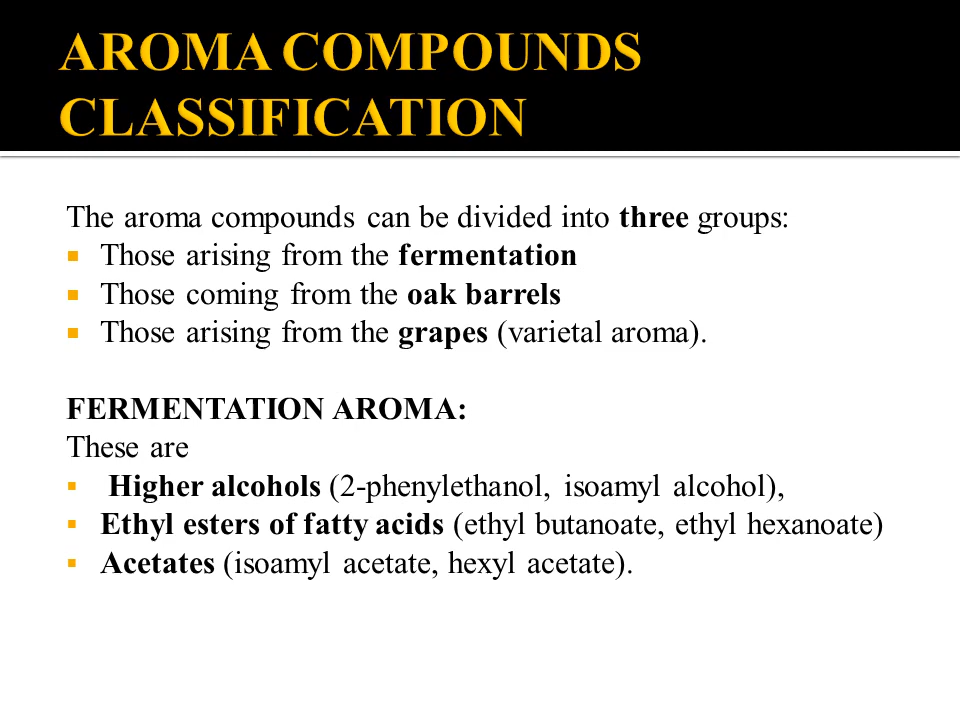 AROMA COMPOUNDS
CLASSIFICATION
The aroma compounds can be divided into three groups:
▪ Those arising from the fermentation
▪ Those coming from the oak barrels
▪ Those arising from the grapes (varietal aroma).
FERMENTATION AROMA:
These are
▪ Higher alcohols (2-phenylethanol, isoamyl alcohol),
▪ Ethyl esters of fatty acids (ethyl butanoate, ethyl hexanoate)
▪ Acetates (isoamyl acetate, hexyl acetate).